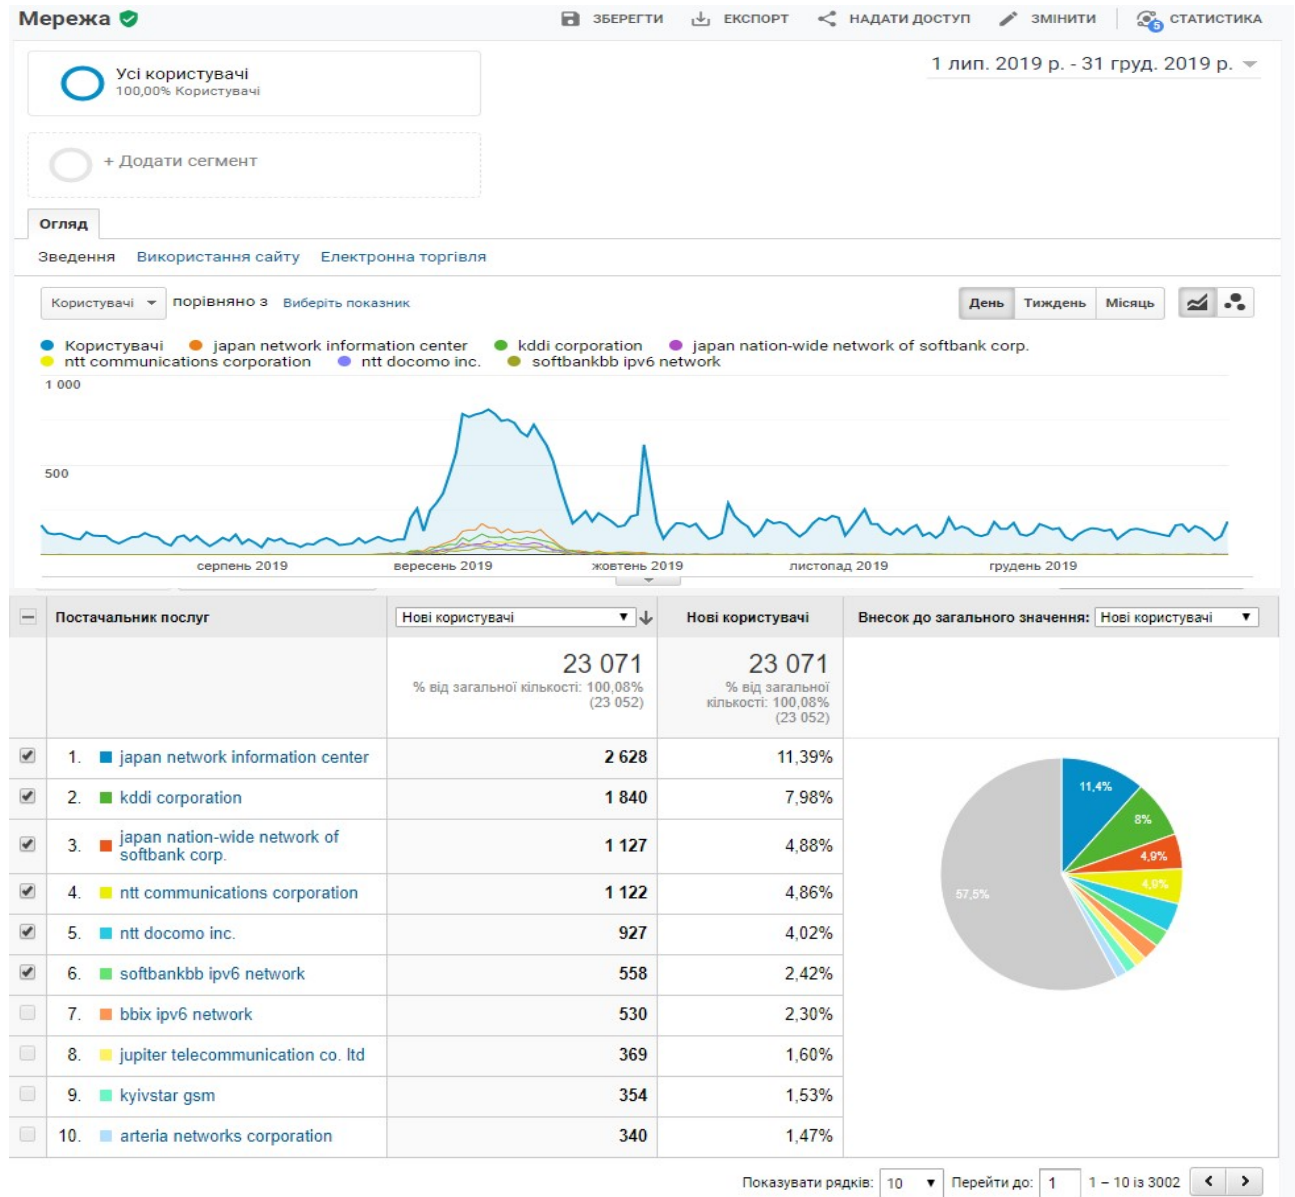 Мережа
ЗБЕРЕГТИ ЕКСПОРТ НАДАТИ ДОСТУП ЗМІНИТИ 5 СТАТИСТИКА
Усі користувачі
100,00% Користувачі
1 лип. 2019 р. - 31 груд. 2019 р.
+ Додати сегмент
Огляд
Зведення Використання сайту Електронна торгівля
Користувачі порівняно з Виберіть показник День Тиждень Місяць
Користувачі japan network information center kddi corporation japan nation-wide network of softbank corp.
ntt communications corporation ntt docomo inc. softbankbb ipv6 network
1 000
500
серпень 2019 вересень 2019 жовтень 2019 листопад 2019 грудень 2019
Постачальник послуг Нові користувачі Нові користувачі Внесок до загального значення: Нові користувачі
23 071 23 071
% від загальної кількості: 100,08% % від загальної
(23 052) кількості: 100,08%
(23 052)
1. japan network information center 2 628 11,39%
2. kddi corporation 1 840 7,98%
3. japan nation-wide network of softbank corp. 1 127 4,88%
4. ntt communications corporation 1 122 4,86%
5. ntt docomo inc. 927 4,02%
6. softbankbb ipv6 network 558 2,42%
7. bbix ipv6 network 530 2,30%
8. jupiter telecommunication co. ltd 369 1,60%
9. kyivstar gsm 354 1,53%
10. arteria networks corporation 340 1,47%
11,4%
8%
4,9%
4,9%
57,5%
Показувати рядків: 10 Перейти до: 1 1 – 10 із 3002